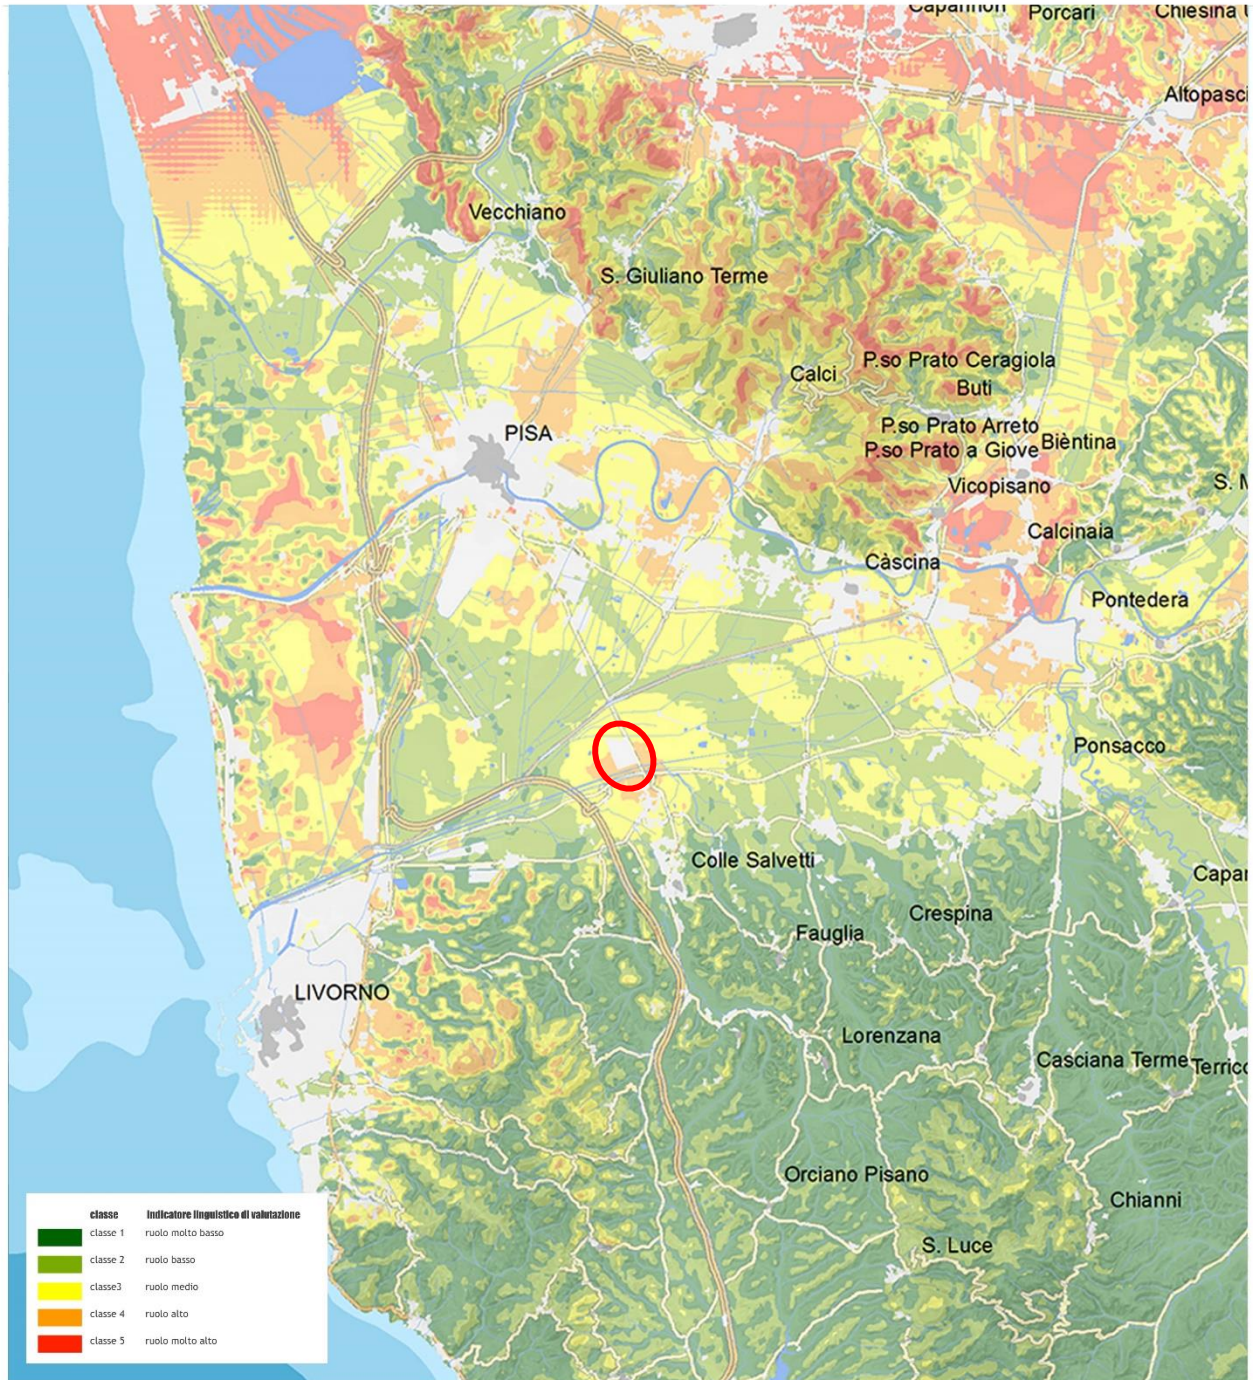 Porcari
Altopasci
Vecchiano
S. Giuliano Terme
P.so Prato Ceragiola
Calci
Buti
PISA
P.so Prato Arreto
Bièntina
P.so Prato a Giove
S. M
Vicopisano
Calcinaia
Càscina
Pontedera
Ponsacco
Colle Salvetti
Capar
Crespina
Fauglia
LIVORNO
Lorenzana
Casciana Terme
Terricc
Orciano Pisano
Chianni
S. Luce
classe indicatore linguistico di valutazione
classe 1 ruolo molto basso
classe 2 ruolo basso
classe3 ruolo medio
classe 4 ruolo alto
classe 5 ruolo molto alto